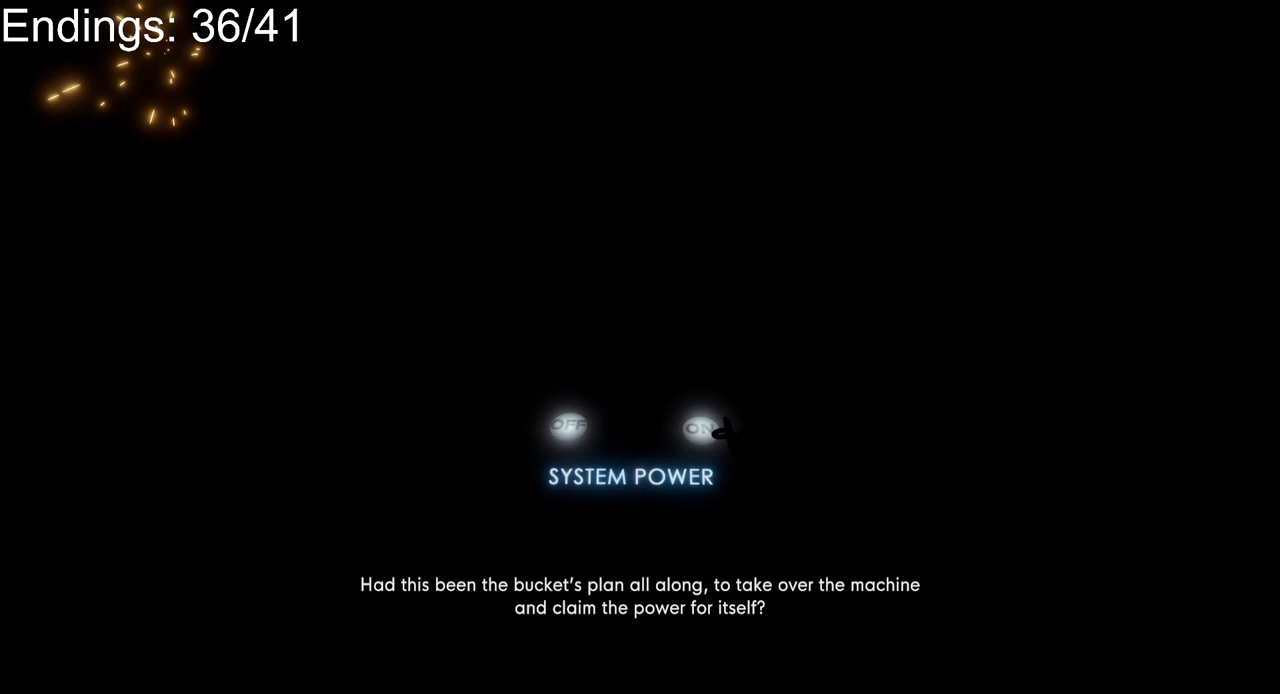 Endings: 36/41
OFF
ON
SYSTEM POWER
Had this been the bucket's plan all along, to take over the machine
and claim the power for itself?